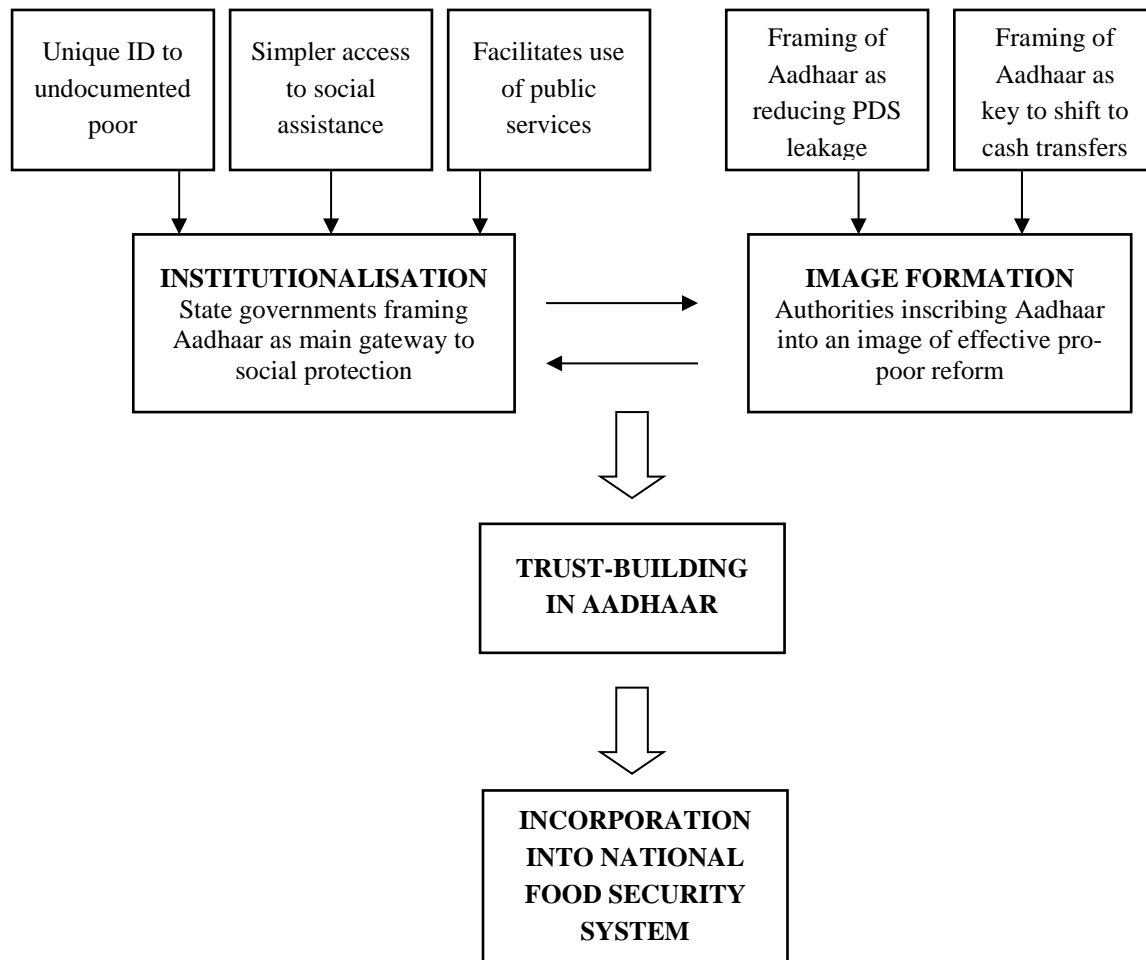 Unique ID to
undocumented
poor
Simpler access
to social
assistance
Facilitates use
of public
services
Framing of
Aadhaar as
reducing PDS
leakage
Framing of
Aadhaar as
key to shift to
cash transfers
INSTITUTIONALISATION
State governments framing
Aadhaar as main gateway to
social protection
IMAGE FORMATION
Authorities inscribing Aadhaar
into an image of effective pro-
poor reform
TRUST-BUILDING
IN AADHAAR
INCORPORATION
INTO NATIONAL
FOOD SECURITY
SYSTEM